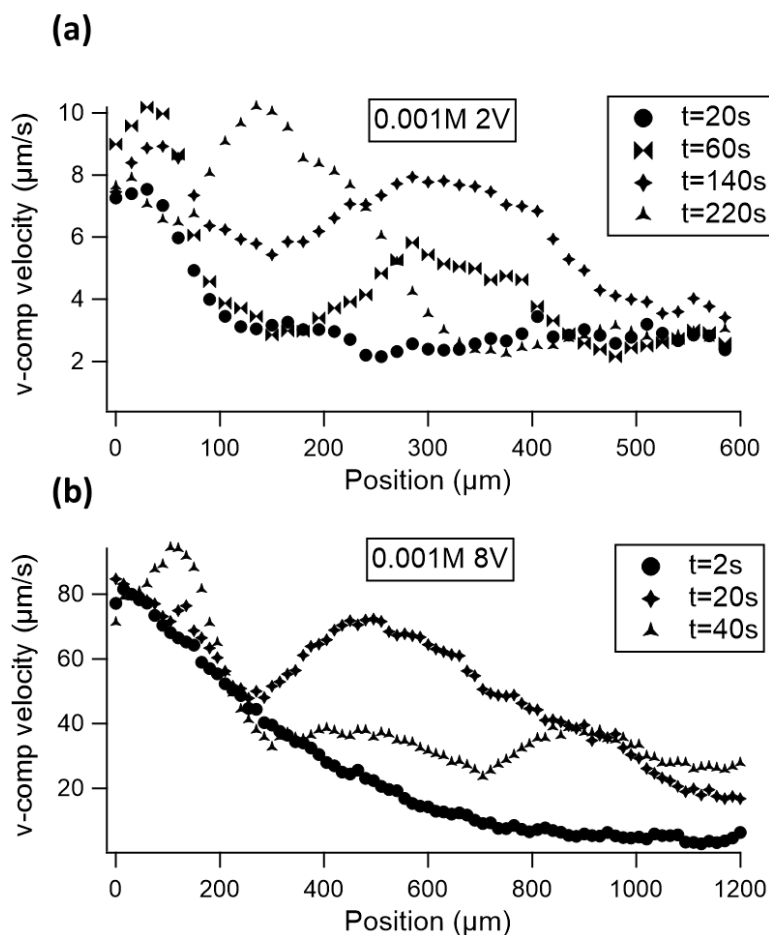 (a)
0.001M 2V
t=20s
t=60s
t=140s
t=220s
v-comp velocity (µm/s)
10
8
6
4
2
0 100 200 300 400 500 600
Position (µm)
(b)
0.001M 8V
t=2s
t=20s
t=40s
v-comp velocity (µm/s)
80
60
40
20
0 200 400 600 800 1000 1200
Position (µm)